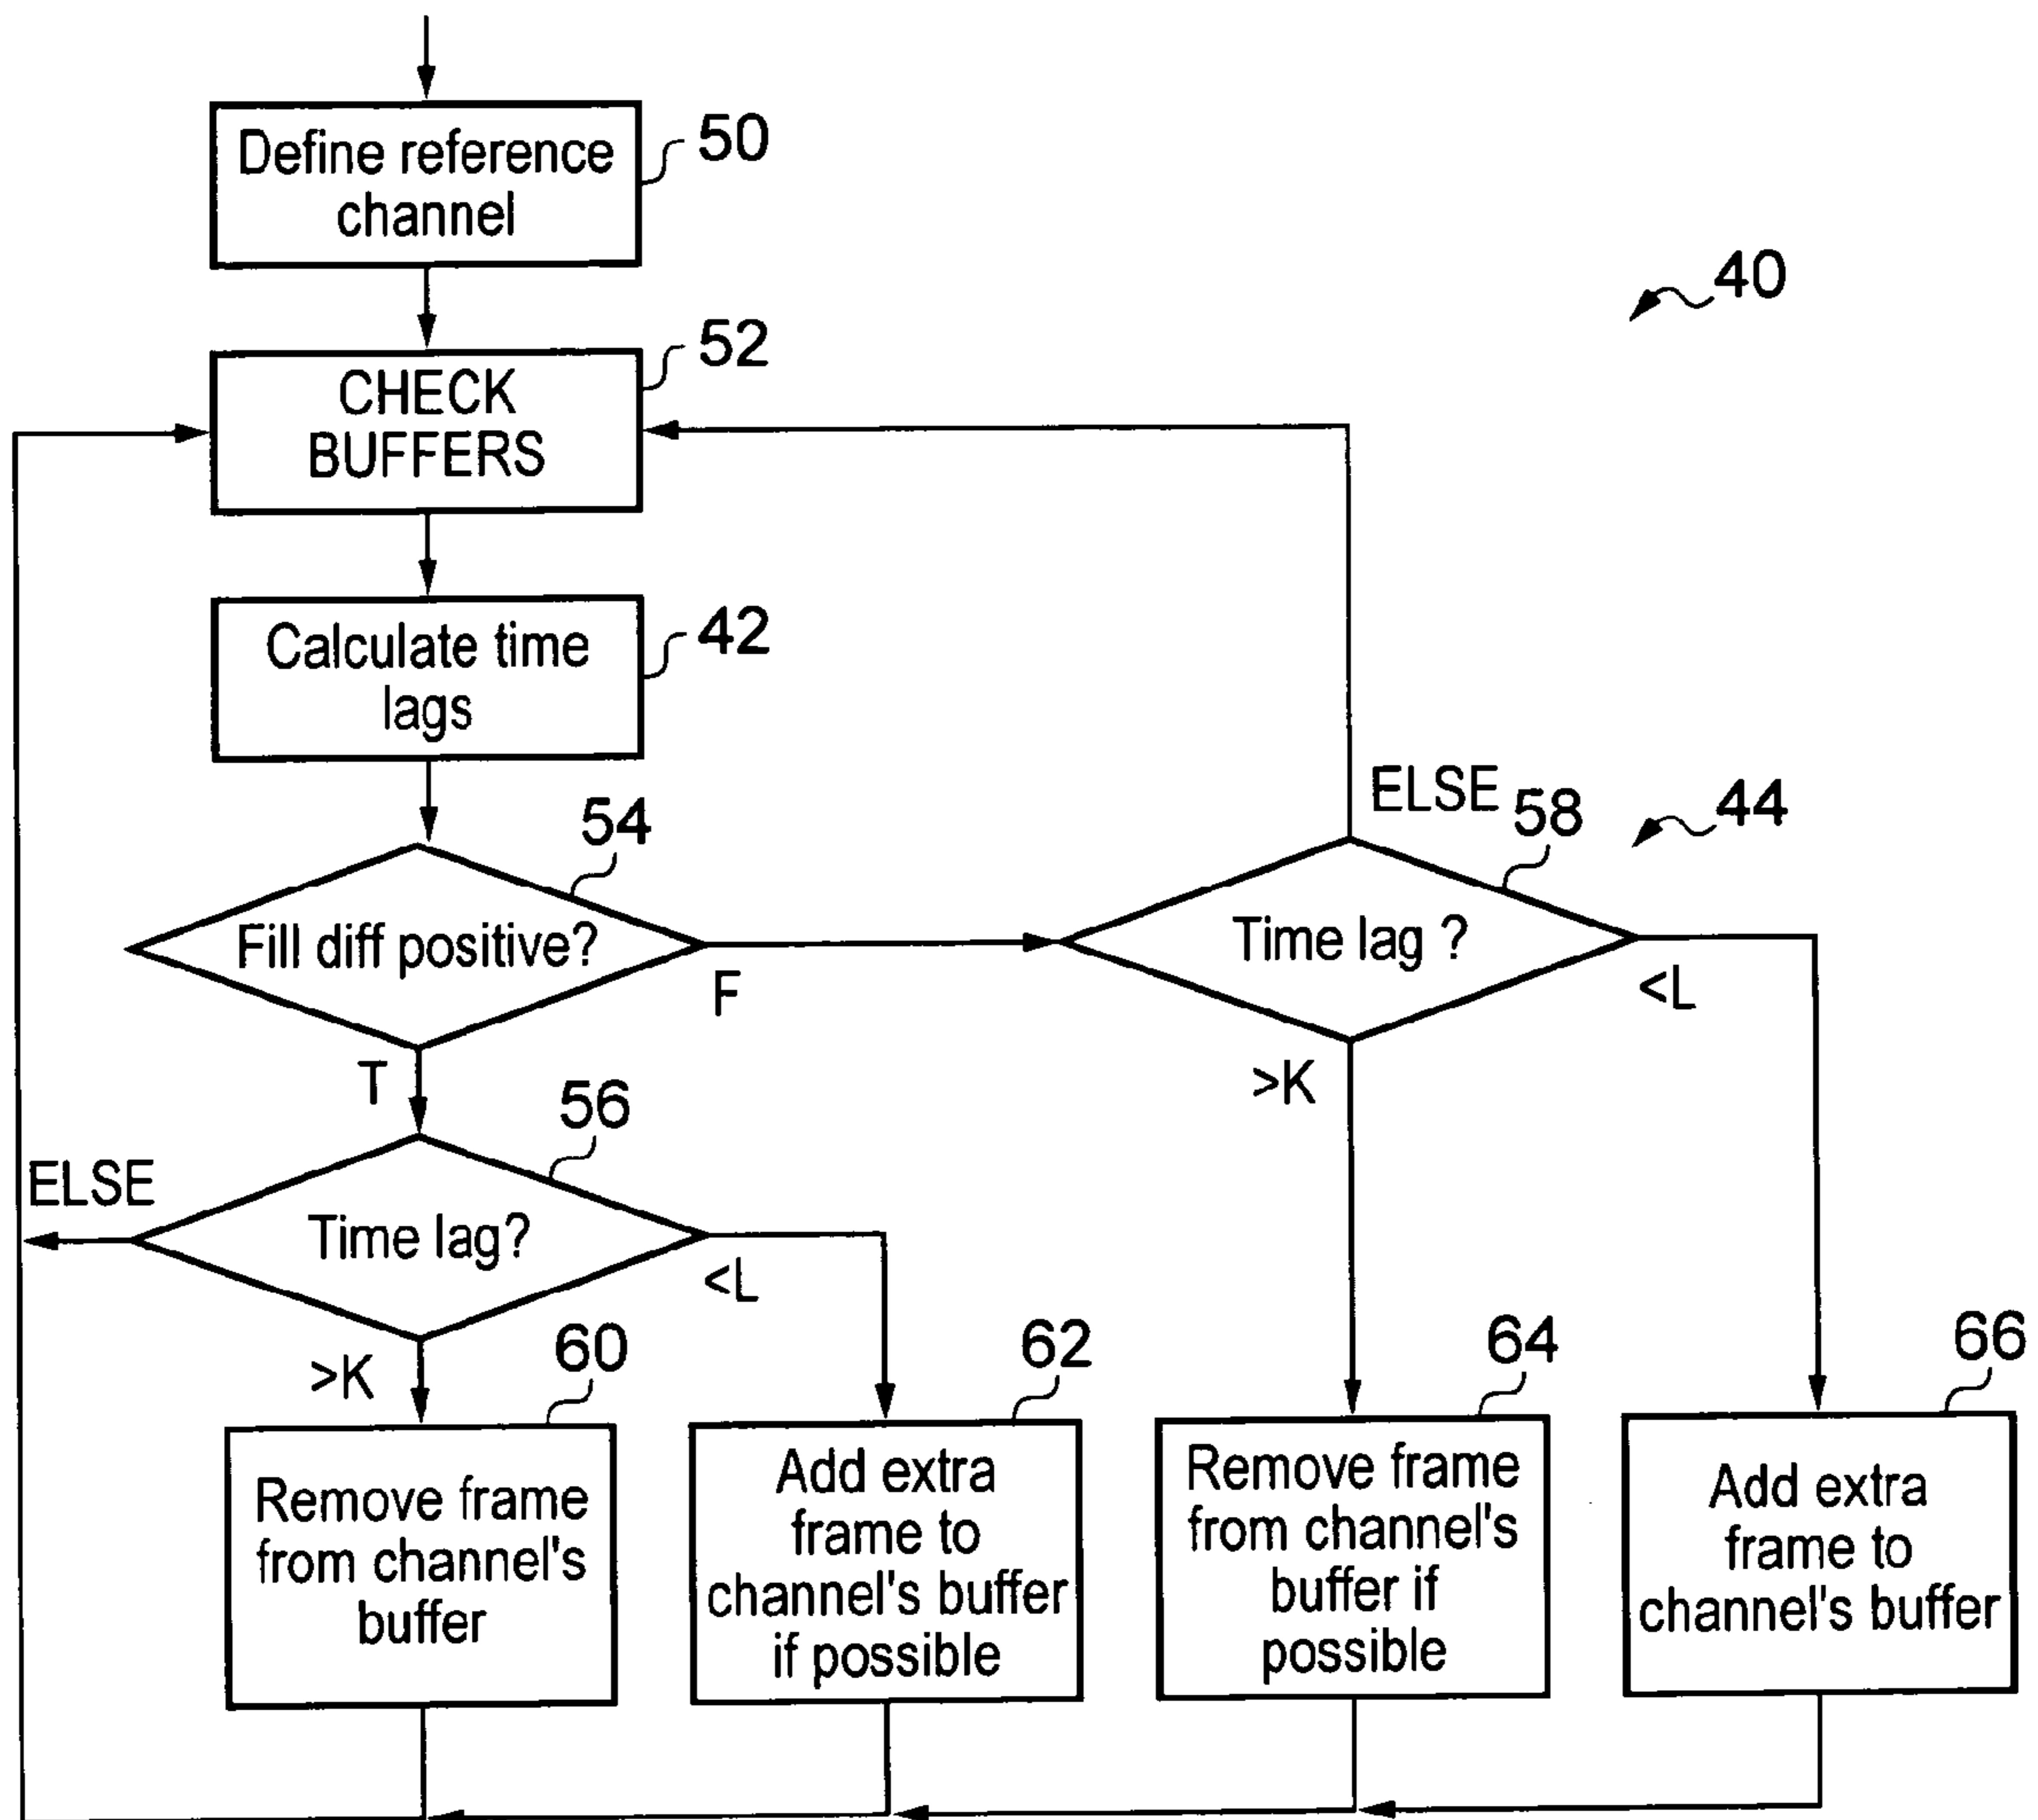 Define reference
channel
50
40
52
CHECK
BUFFERS
42
Calculate time
lags
ELSE
54
58
44
Fill diff positive?
F
Time lag ?
<L
T
>K
56
ELSE
Time lag?
<L
>K
60
62
64
66
Remove frame
from channel's
buffer
Add extra
frame to
channel's buffer
if possible
Remove frame
from channel's
buffer if
possible
Add extra
frame to
channel's buffer